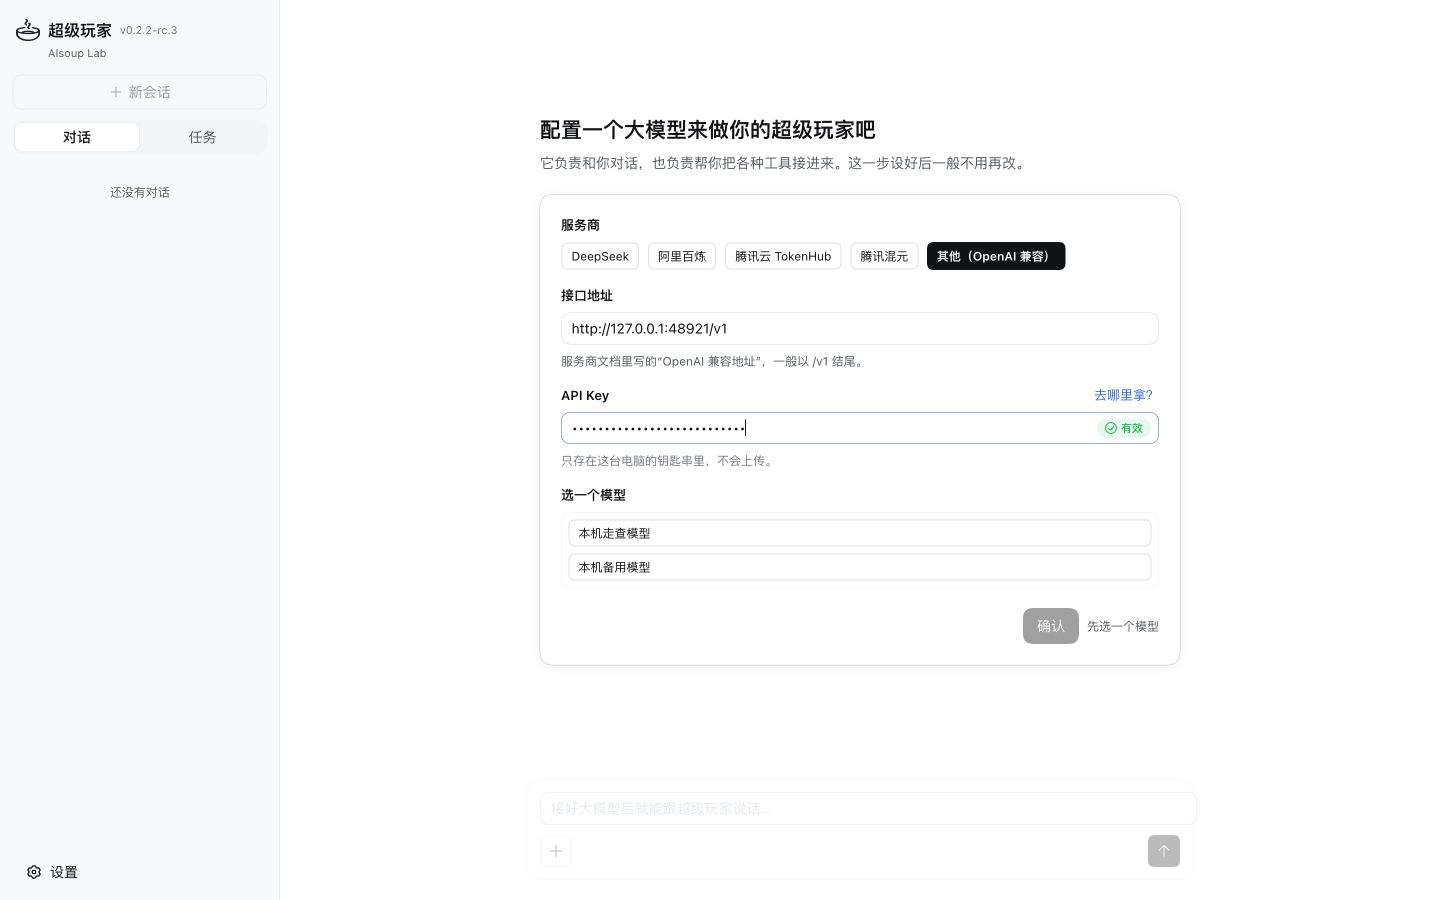 超级玩家 v0.2.2-rc.3
AIsoup Lab
新会话
对话 任务
还没有对话
设置
配置一个大模型来做你的超级玩家吧
它负责和你对话，也负责帮你把各种工具接进来。这一步设好后一般不用再改。
服务商
DeepSeek 阿里百炼 腾讯云 TokenHub 腾讯混元 其他（OpenAI 兼容）
接口地址
http://127.0.0.1:48921/v1
服务商文档里写的“OpenAI 兼容地址”，一般以 /v1 结尾。
API Key 去哪里拿?
••••••••••••••••••••••••••• 有效
只存在这台电脑的钥匙串里，不会上传。
选一个模型
本机走查模型
本机备用模型
确认 先选一个模型
接好大模型后就能跟超级玩家说话...